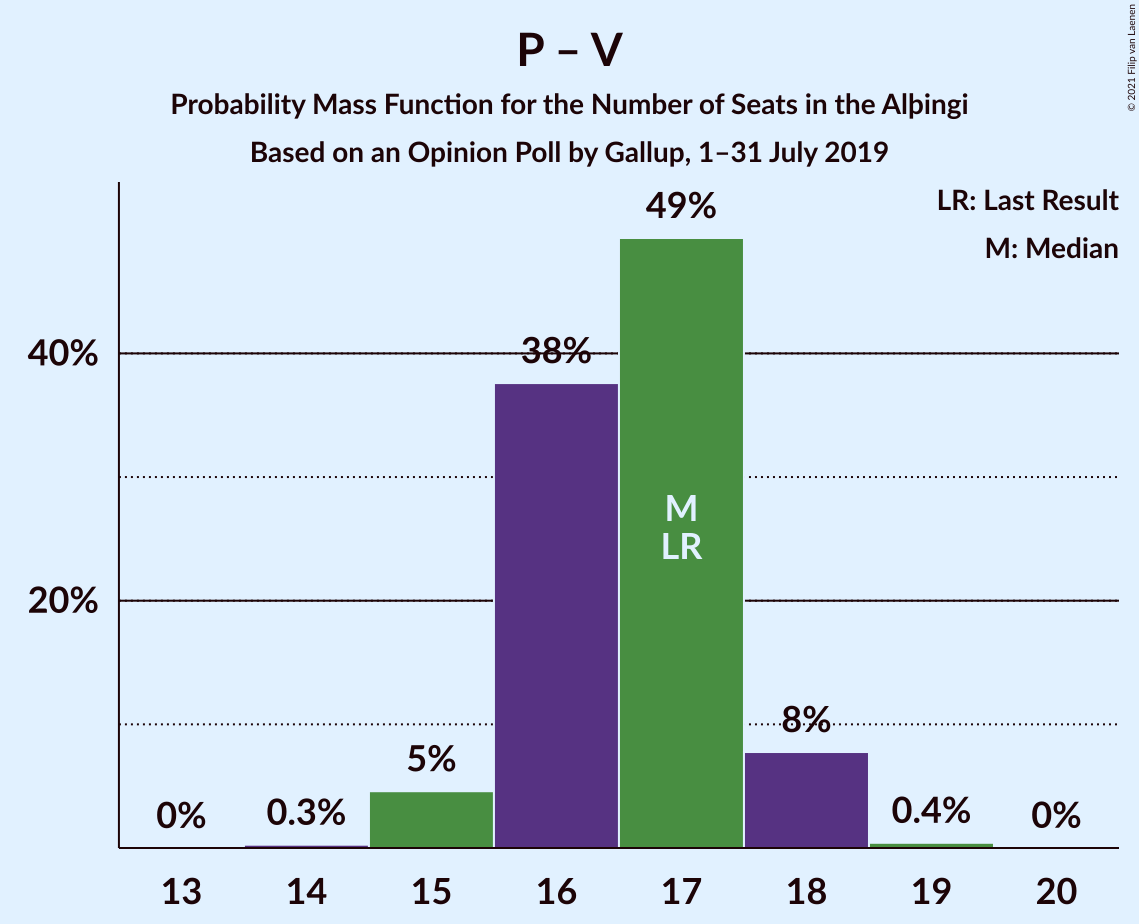 P – V
Probability Mass Function for the Number of Seats in the Alþingi
Based on an Opinion Poll by Gallup, 1–31 July 2019
© 2021 Filip van Laenen
LR: Last Result
M: Median
49%
40%
38%
M
LR
20%
8%
5%
0%
0.3%
0.4%
0%
13
14
15
16
17
18
19
20